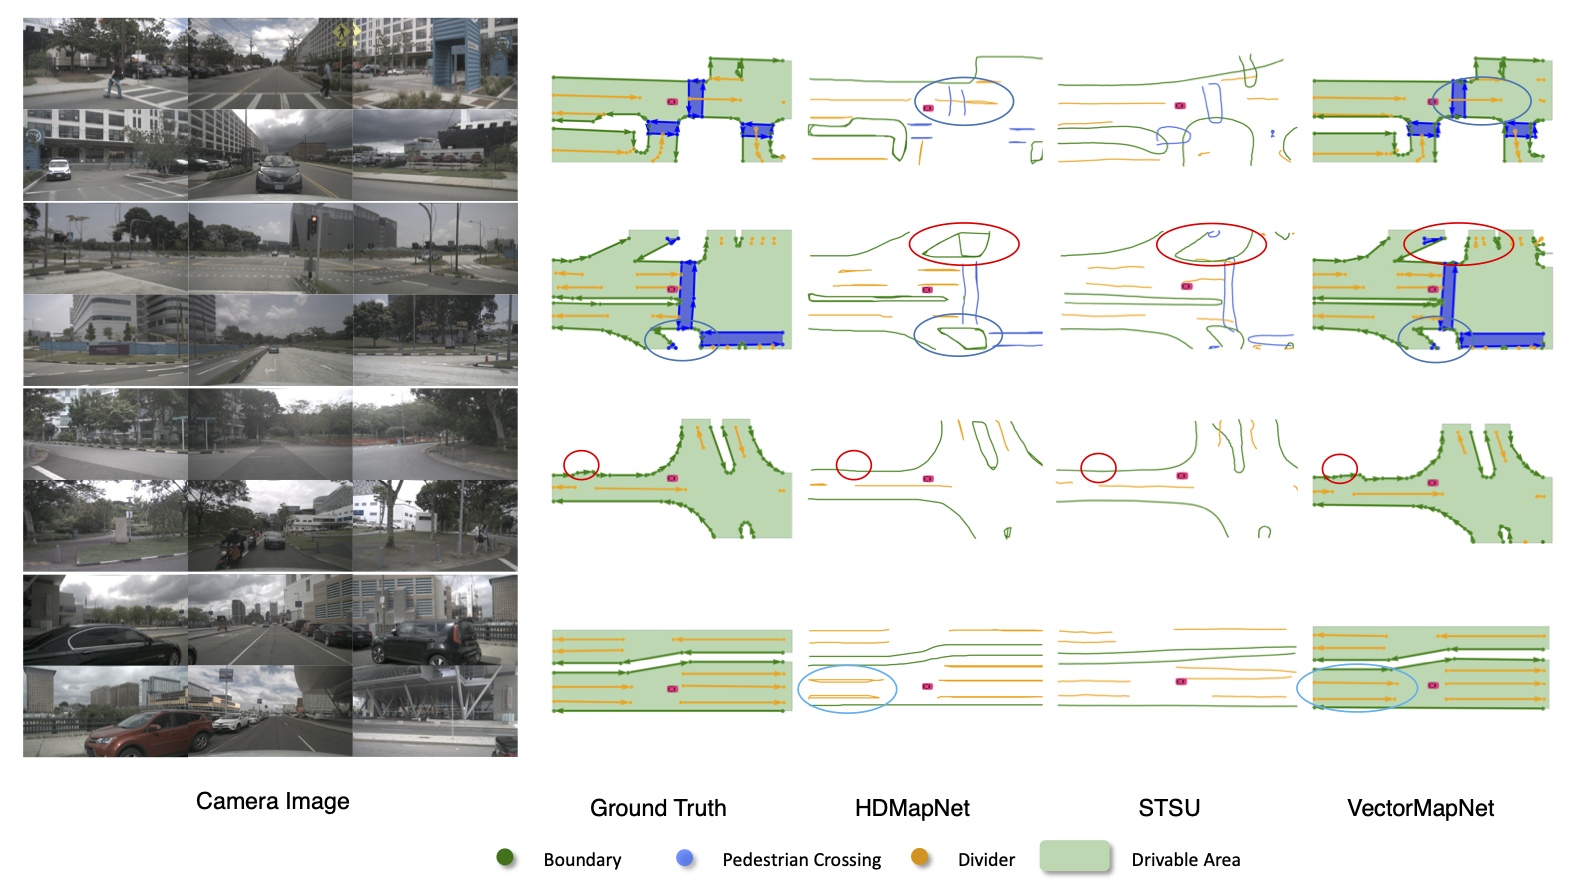 Camera Image
Ground Truth
HDMapNet
STSU
VectorMapNet
Boundary
Pedestrian Crossing
Divider
Drivable Area